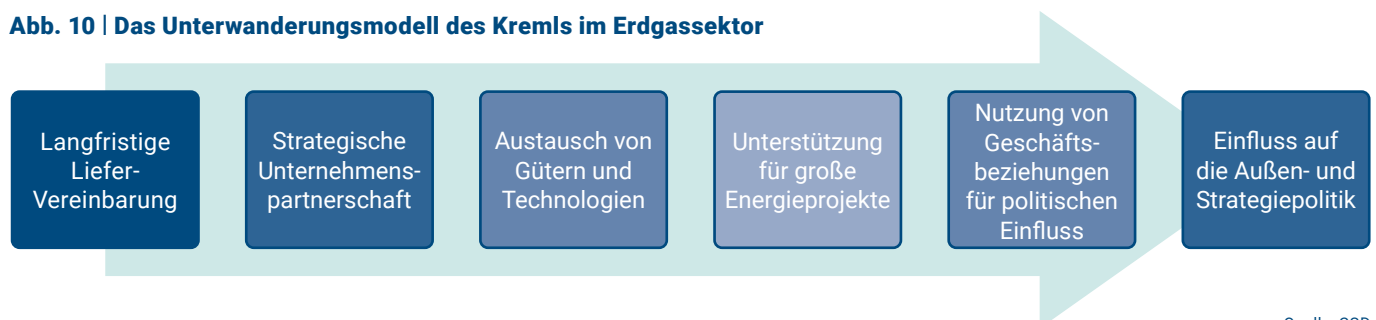 Abb. 10 | Das Unterwanderungsmodell des Kremls im Erdgassektor
Langfristige
Liefer-
Vereinbarung
Strategische
Unternehmens-
partnerschaft
Austausch von
Gütern und
Technologien
Unterstützung
für große
Energieprojekte
Nutzung von
Geschäfts-
beziehungen
für politischen
Einfluss
Einfluss auf
die Außen- und
Strategiepolitik